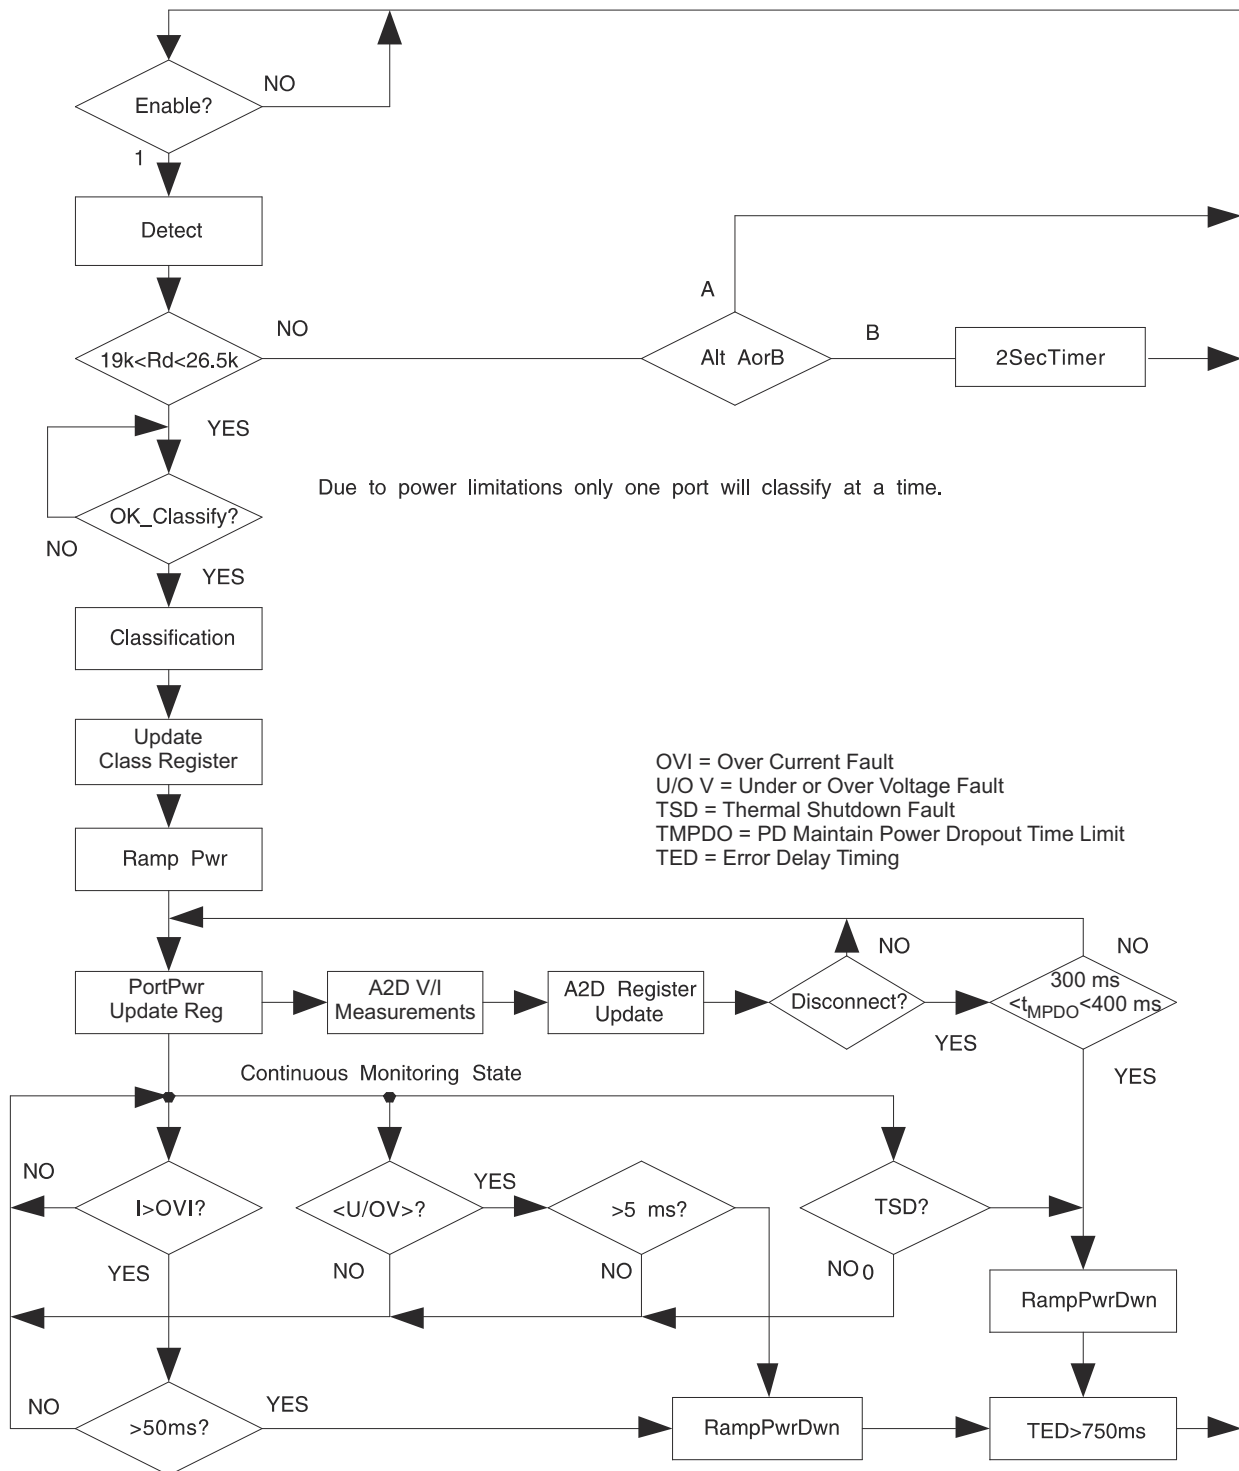 NO
Enable?
1
Detect
A
NO
B
19k<Rd<26.5k
Alt AorB
2SecTimer
YES
Due to power limitations only one port will classify at a time.
OK_Classify?
NO
YES
Classification
Update
Class Register
OVI = Over Current Fault
U/O V = Under or Over Voltage Fault
TSD = Thermal Shutdown Fault
TMPDO = PD Maintain Power Dropout Time Limit
TED = Error Delay Timing
Ramp Pwr
NO
NO
PortPwr
Update Reg
A2D V/I
Measurements
A2D Register
Update
Disconnect?
300 ms
<tMPDO<400 ms
YES
YES
Continuous Monitoring State
NO
YES
I>OVI?
<U/OV>?
>5 ms?
TSD?
YES
NO
NO
NO 0
RampPwrDwn
NO
YES
>50ms?
RampPwrDwn
TED>750ms